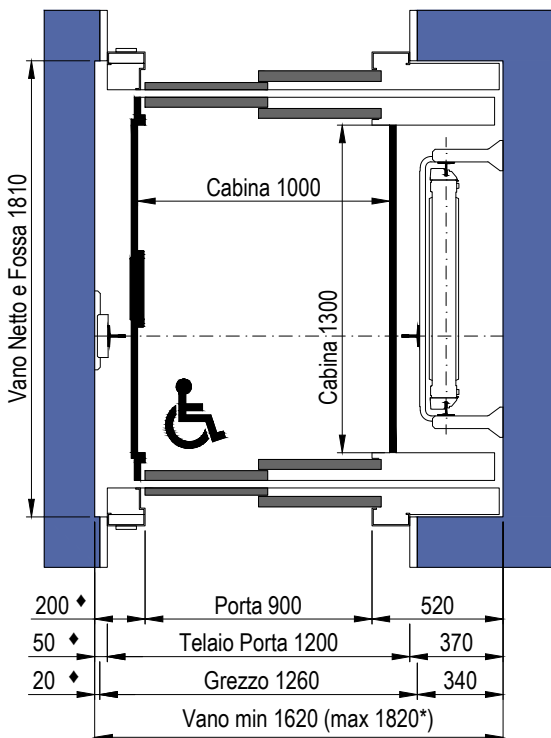 Cabina 1000
Vano Netto e Fossa 1810
Cabina 1300
200 ♦ Porta 900 520
50 ♦ Telaio Porta 1200 370
20 ♦ Grezzo 1260 340
Vano min 1620 (max 1820*)